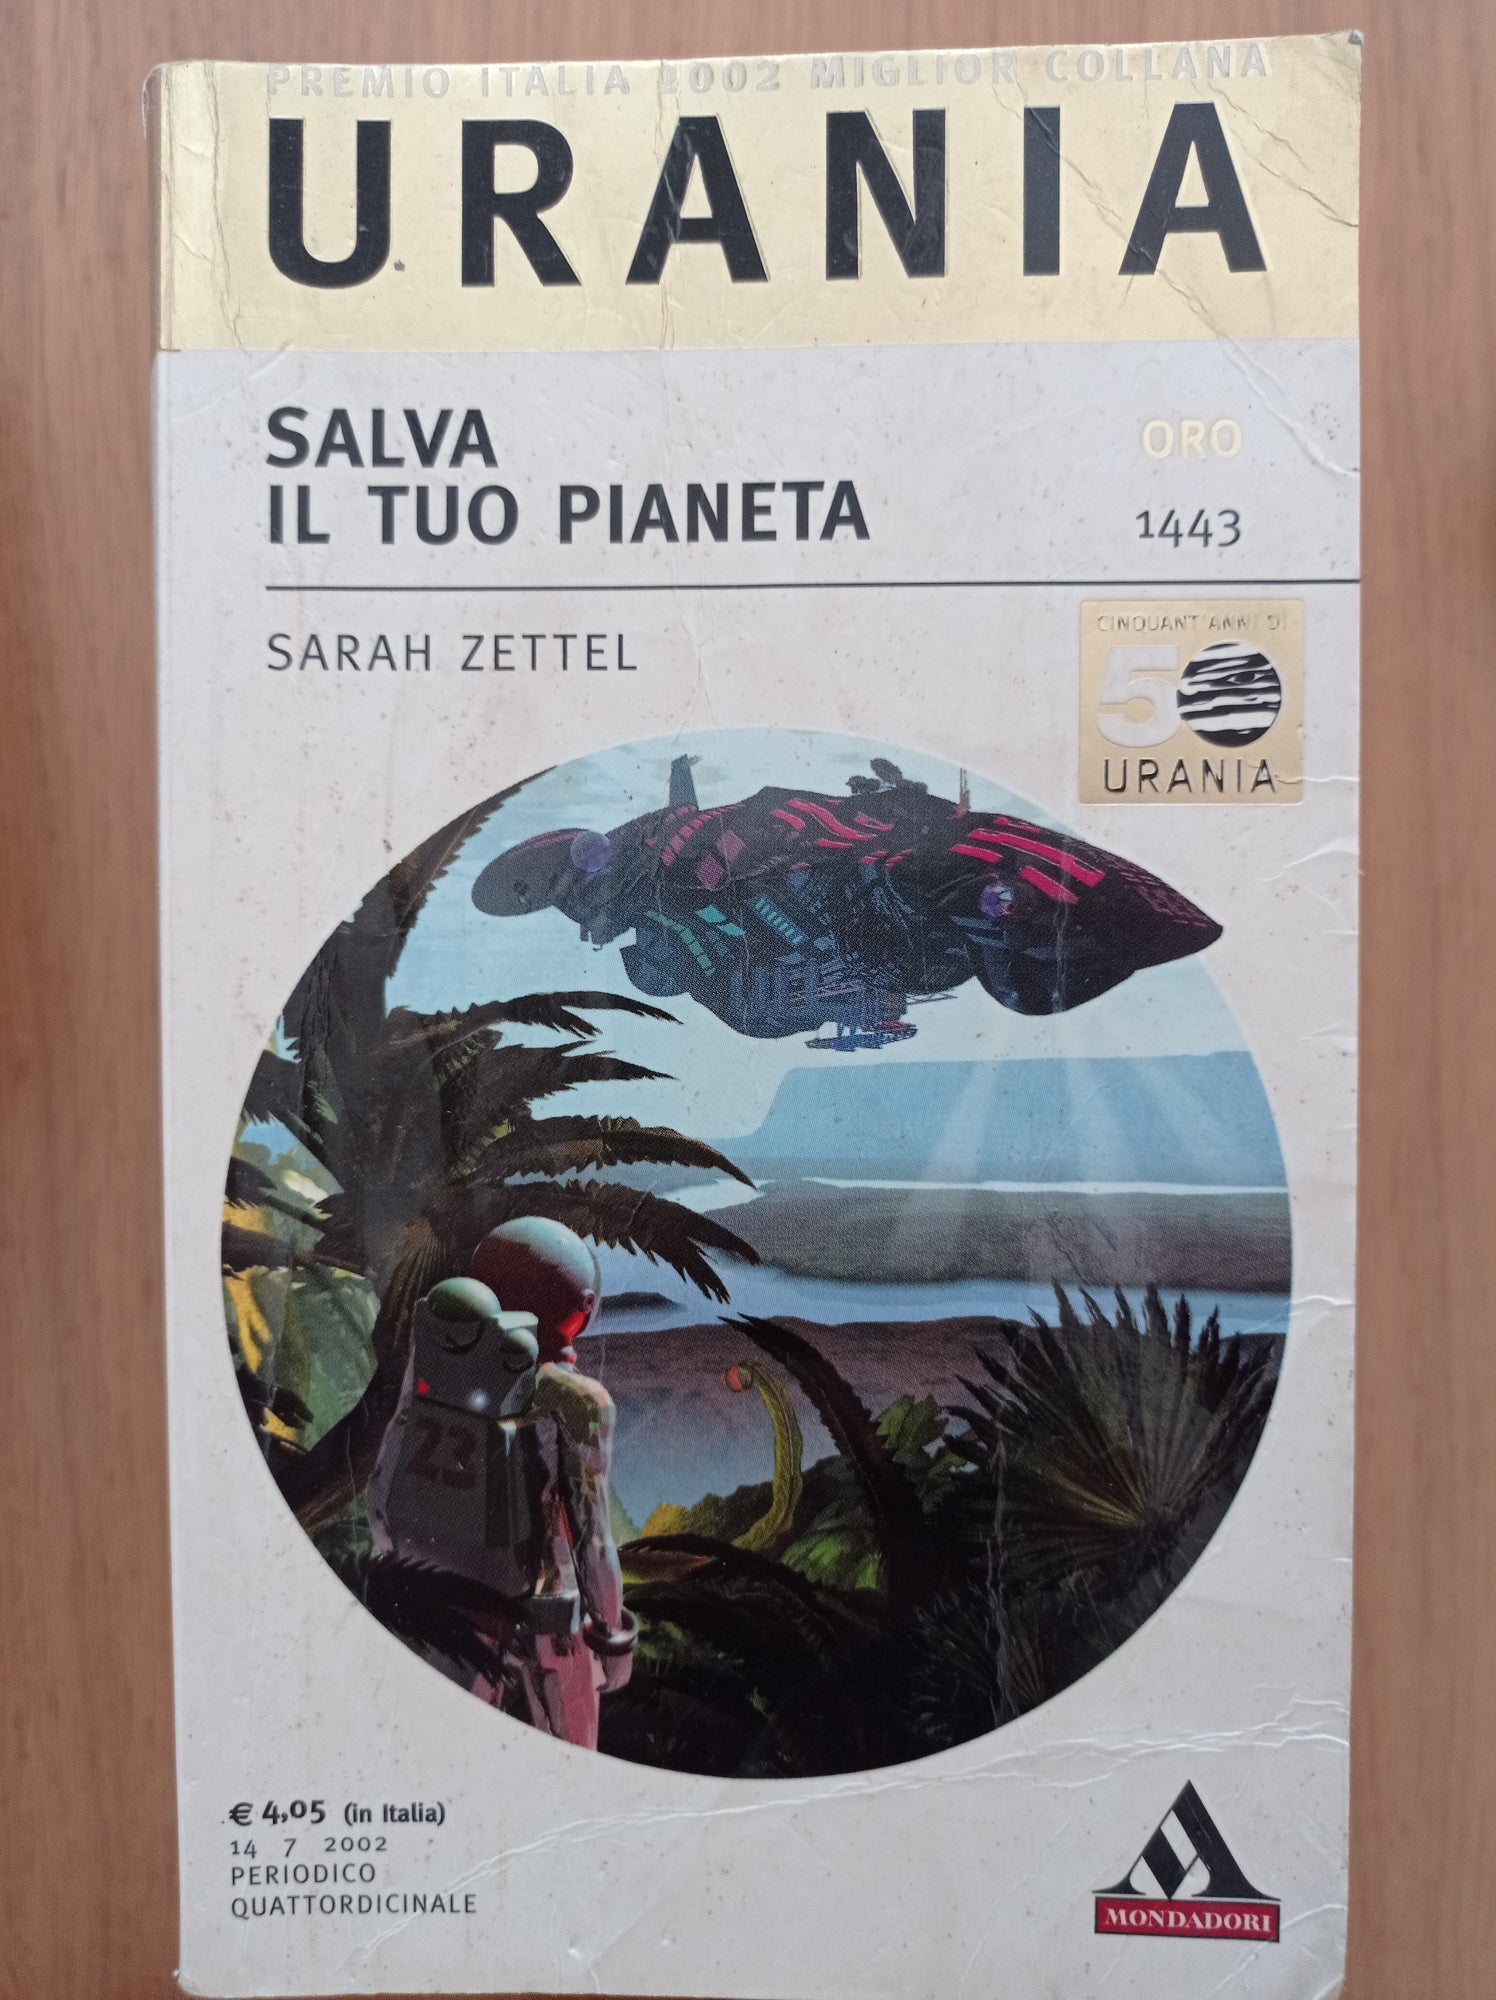 PREMIO ITALIA 2002 MIGLIOR COLLANA
URANIA
SALVA
IL TUO PIANETA
ORO
1443
SARAH ZETTEL
CINQUANT'ANNI DI
50
URANIA
23
€ 4,05 (in Italia)
14 7 2002
PERIODICO
QUATTORDICINALE
MONDADORI